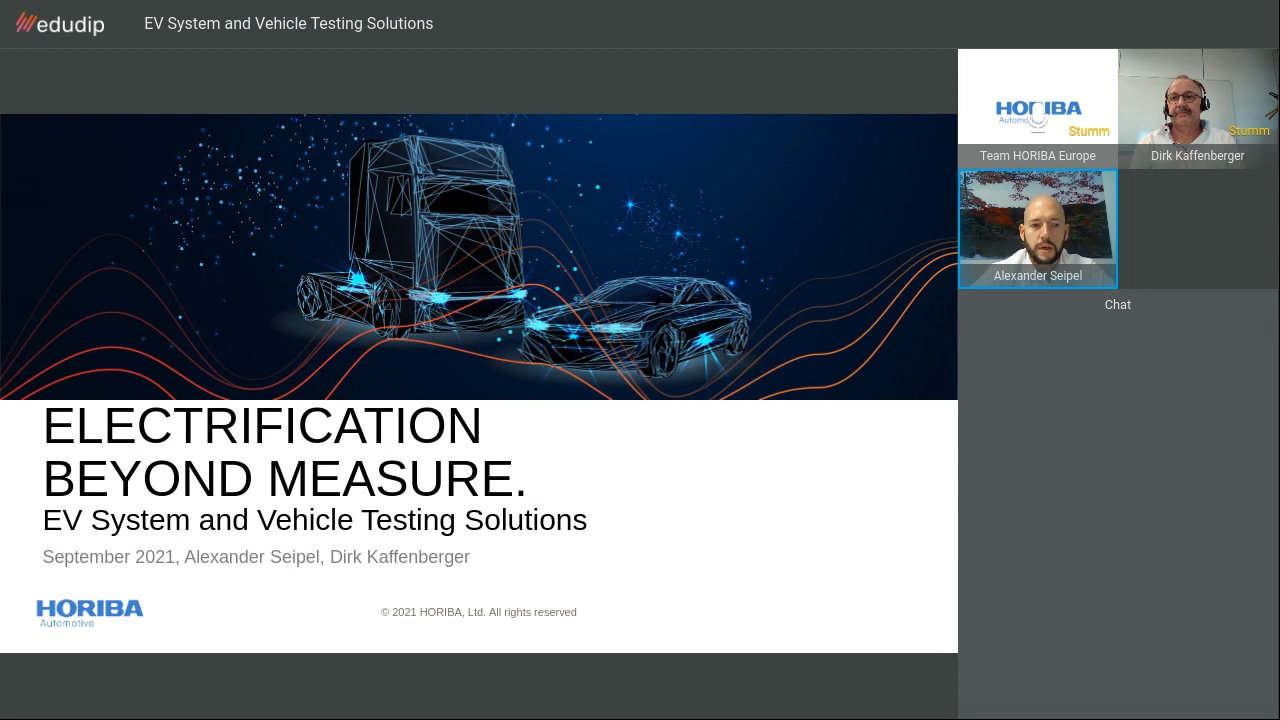 edudip
EV System and Vehicle Testing Solutions
HORIBA
Automotive
Stumm
Team HORIBA Europe
Stumm
Dirk Kaffenberger
Alexander Seipel
Chat
ELECTRIFICATION
BEYOND MEASURE.
EV System and Vehicle Testing Solutions
September 2021, Alexander Seipel, Dirk Kaffenberger
HORIBA
Automotive
© 2021 HORIBA, Ltd. All rights reserved